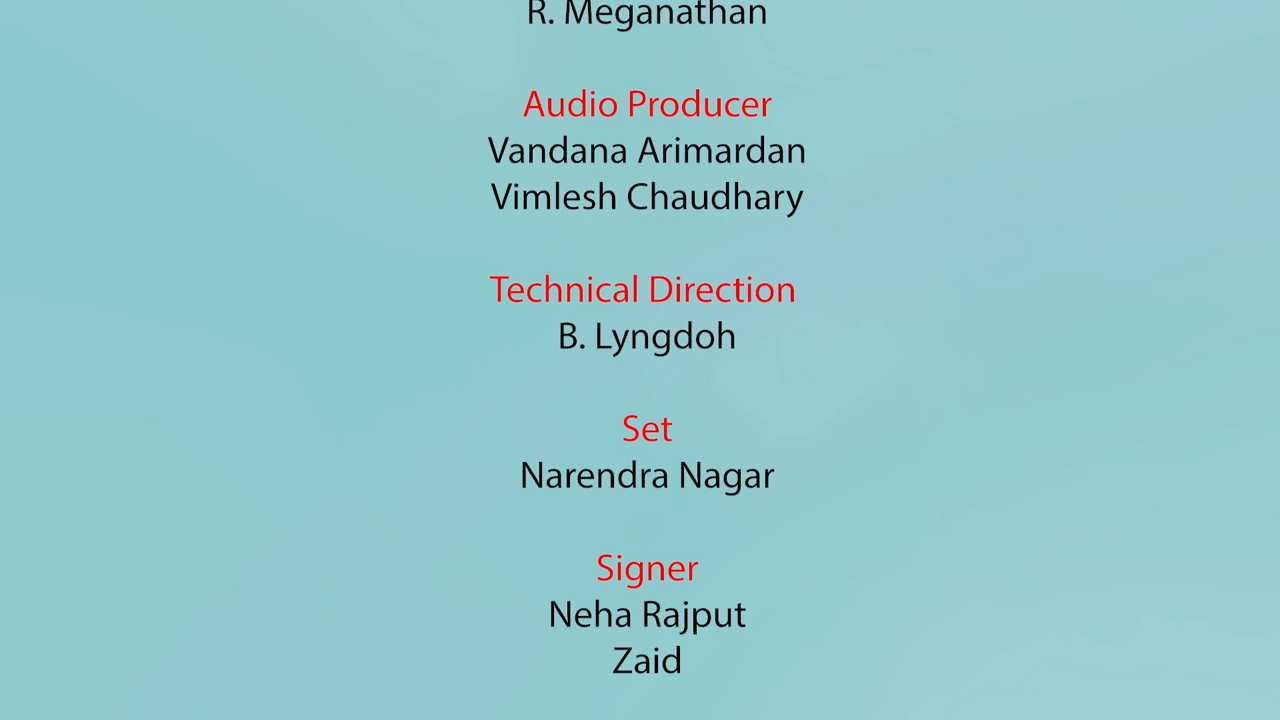 R. Meganathan
Audio Producer
Vandana Arimardan
Vimlesh Chaudhary
Technical Direction
B. Lyngdoh
Set
Narendra Nagar
Signer
Neha Rajput
Zaid